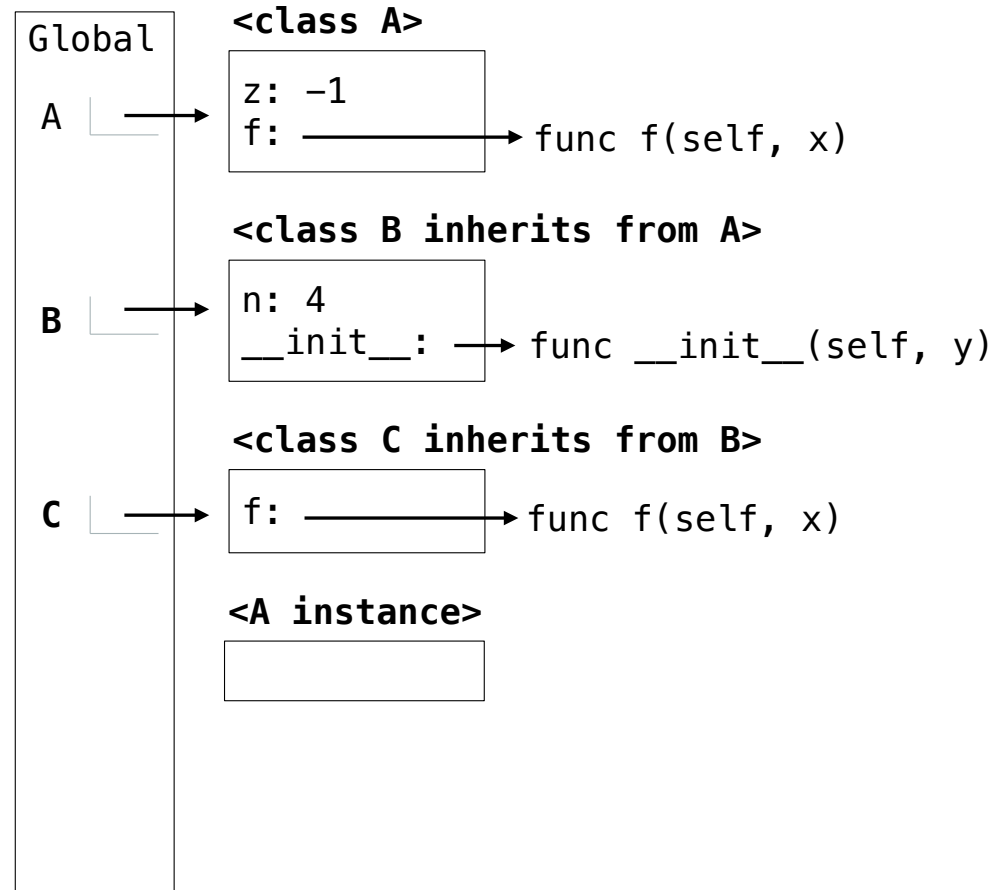 Global
<class A>
A
z: −1
f:
func f(self, x)
<class B inherits from A>
B
n: 4
__init__:
func __init__(self, y)
<class C inherits from B>
C
f:
func f(self, x)
<A instance>